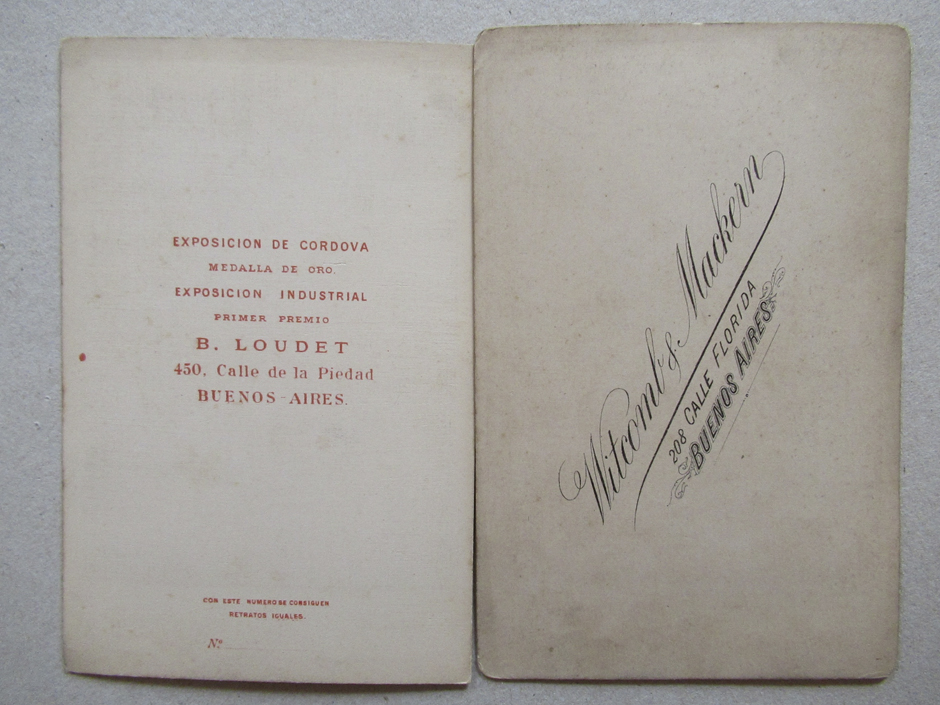 EXPOSICION DE CORDOVA
MEDALLA DE ORO.
EXPOSICION INDUSTRIAL
PRIMER PREMIO
B. LOUDET
450, Calle de la Piedad
BUENOS-AIRES.
CON ESTE NUMERO SE CONSIGUEN
RETRATOS IGUALES.
Nº
Witcomb & Mackern
208 CALLE FLORIDA
BUENOS AIRES